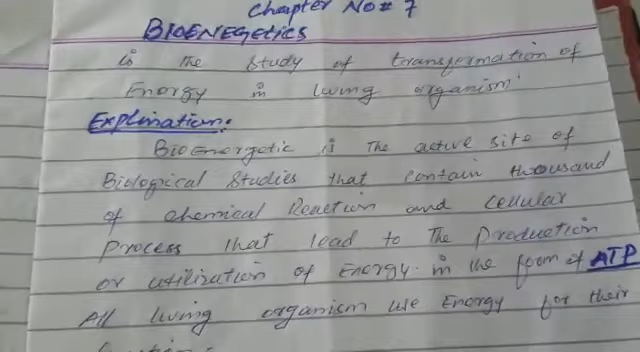 Chapter No# 7
BIOENEGETICS
is the study of transformation of
Energy in living organism.
Explination:
Bioenergetic is The active site of
Biological Studies that contain thousand
of chemical Reaction and cellular
process that lead to The Production
or utilization of Energy in the form of ATP
All living organism use Energy for their